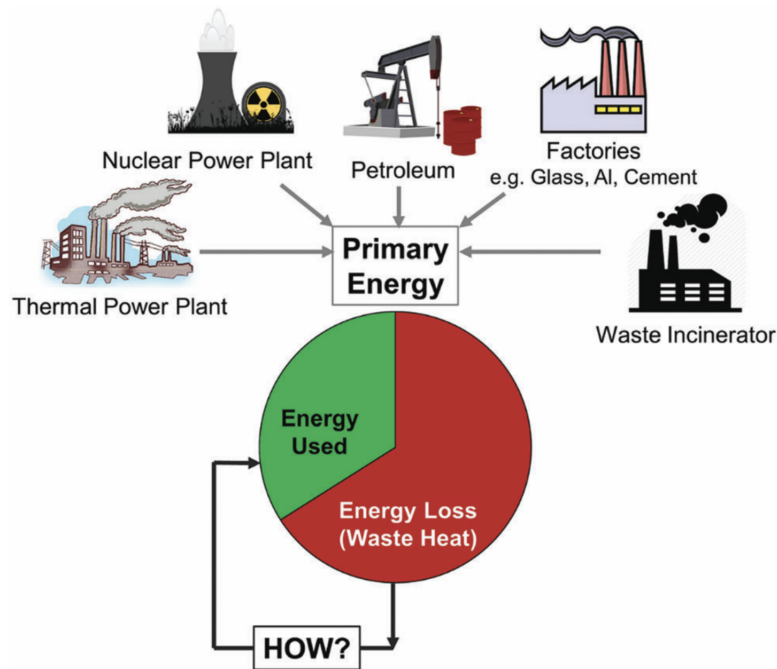 Nuclear Power Plant
Petroleum
Factories
e.g. Glass, Al, Cement
Thermal Power Plant
Primary
Energy
Waste Incinerator
Energy
Used
Energy Loss
(Waste Heat)
HOW?